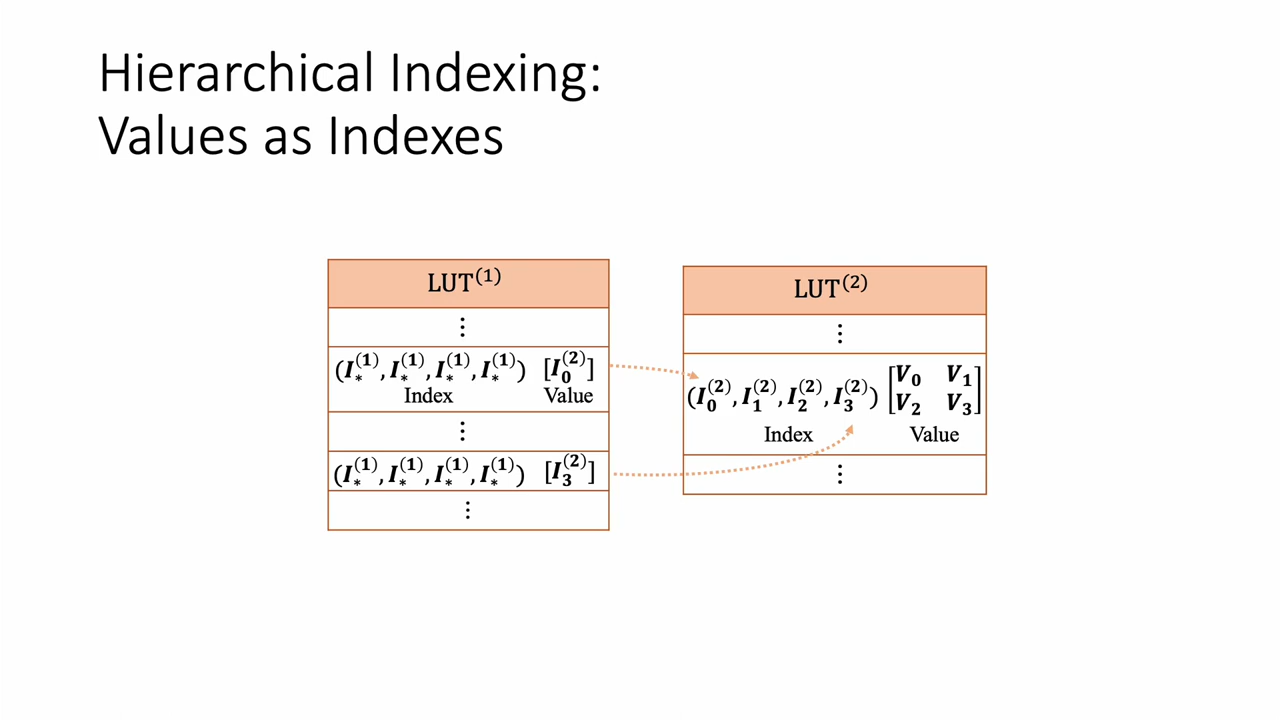 Hierarchical Indexing:
Values as Indexes
LUT⁽¹⁾
⋮
(I₊⁽¹⁾, I₊⁽¹⁾, I₊⁽¹⁾, I₊⁽¹⁾) [I₀⁽²⁾]
Index Value
⋮
(I₊⁽¹⁾, I₊⁽¹⁾, I₊⁽¹⁾, I₊⁽¹⁾) [I₃⁽²⁾]
⋮
LUT⁽²⁾
⋮
(I₀⁽²⁾, I₁⁽²⁾, I₂⁽²⁾, I₃⁽²⁾) [V₀ V₁
V₂ V₃]
Index Value
⋮